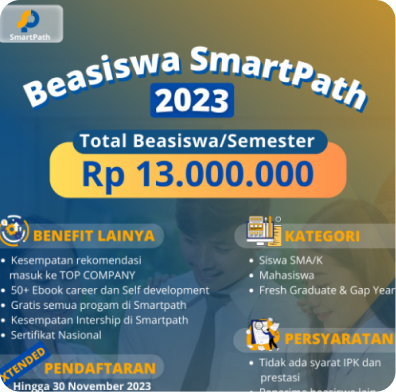 SmartPath
Beasiswa SmartPath
2023
Total Beasiswa/Semester
Rp 13.000.000
BENEFIT LAINYA
• Kesempatan rekomendasi
masuk ke TOP COMPANY
• 50+ Ebook career dan Self development
• Gratis semua progam di Smartpath
• Kesempatan Intership di Smartpath
• Sertifikat Nasional
KATEGORI
• Siswa SMA/K
• Mahasiswa
• Fresh Graduate & Gap Year
PERSYARATAN
• Tidak ada syarat IPK dan
prestasi
EXTENDED
PENDAFTARAN
Hingga 30 November 2023